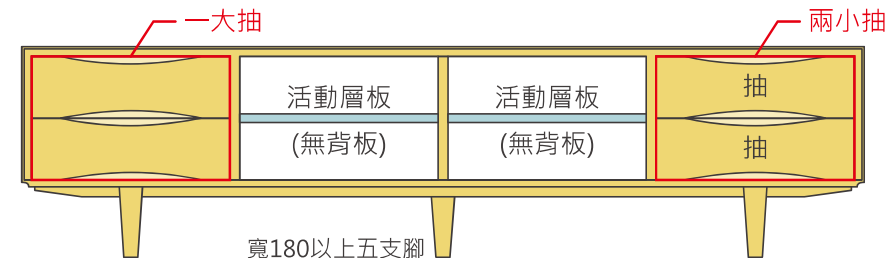 一大抽
兩小抽
活動層板
(無背板)
活動層板
(無背板)
抽
抽
寬180以上五支腳